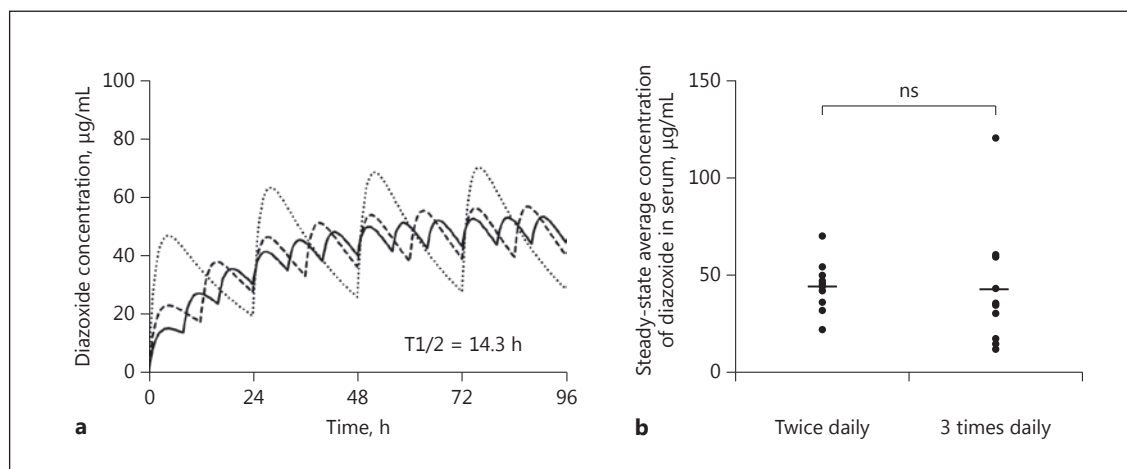 100
80
60
40
20
0
Diazoxide concentration, µg/mL
T1/2 = 14.3 h
0 24 48 72 96
a
Time, h
150
100
50
0
Steady-state average concentration
of diazoxide in serum, µg/mL
ns
b
Twice daily 3 times daily